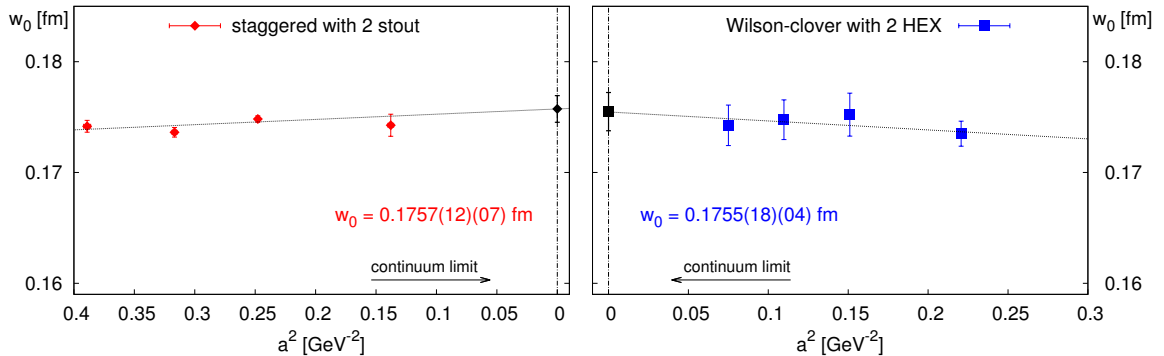 w0 [fm]
0.18
0.17
0.16
staggered with 2 stout
w0 = 0.1757(12)(07) fm
continuum limit
0.4 0.35 0.3 0.25 0.2 0.15 0.1 0.05 0
a² [GeV⁻²]
w0 [fm]
0.18
0.17
0.16
Wilson-clover with 2 HEX
w0 = 0.1755(18)(04) fm
continuum limit
0 0.05 0.1 0.15 0.2 0.25 0.3
a² [GeV⁻²]